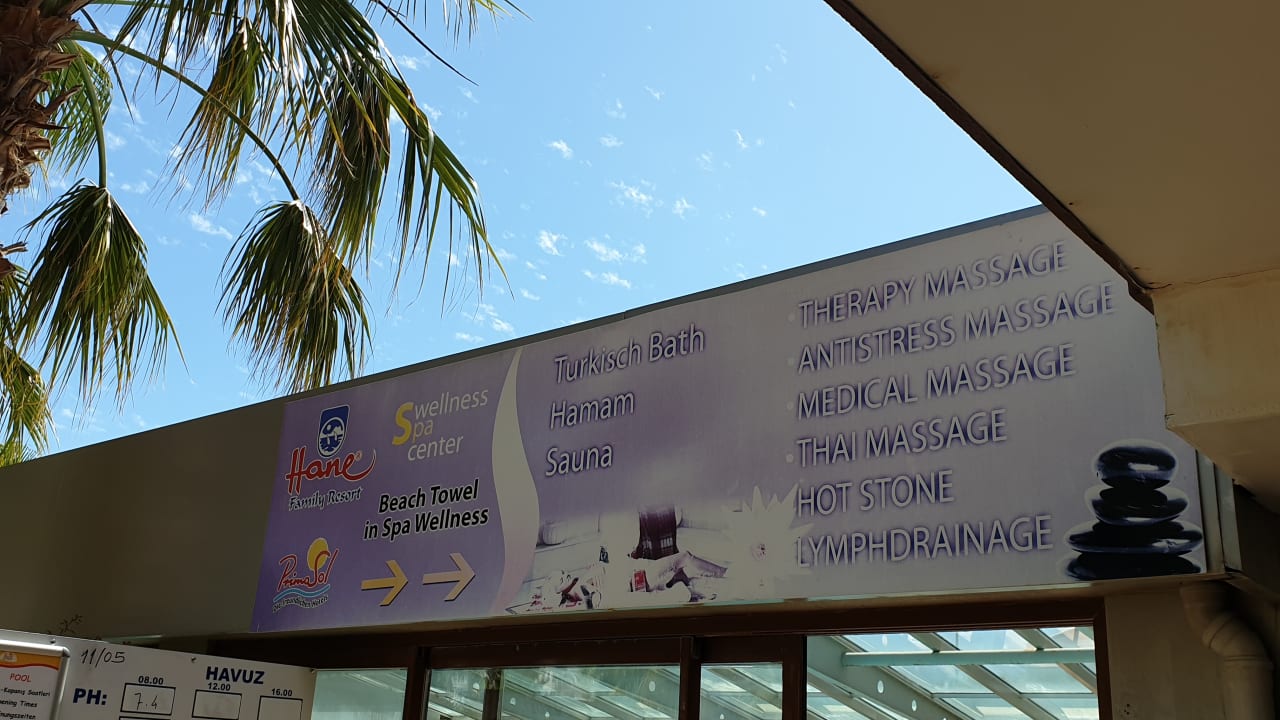 Hane
Family Resort
PrimaSol
Swellness
Spa
center
Beach Towel
in Spa Wellness
Turkisch Bath
Hamam
Sauna
THERAPY MASSAGE
ANTISTRESS MASSAGE
MEDICAL MASSAGE
THAI MASSAGE
HOT STONE
LYMPHDRAINAGE
POOL
11/05
HAVUZ
08.00 12.00 16.00
PH: 7.4